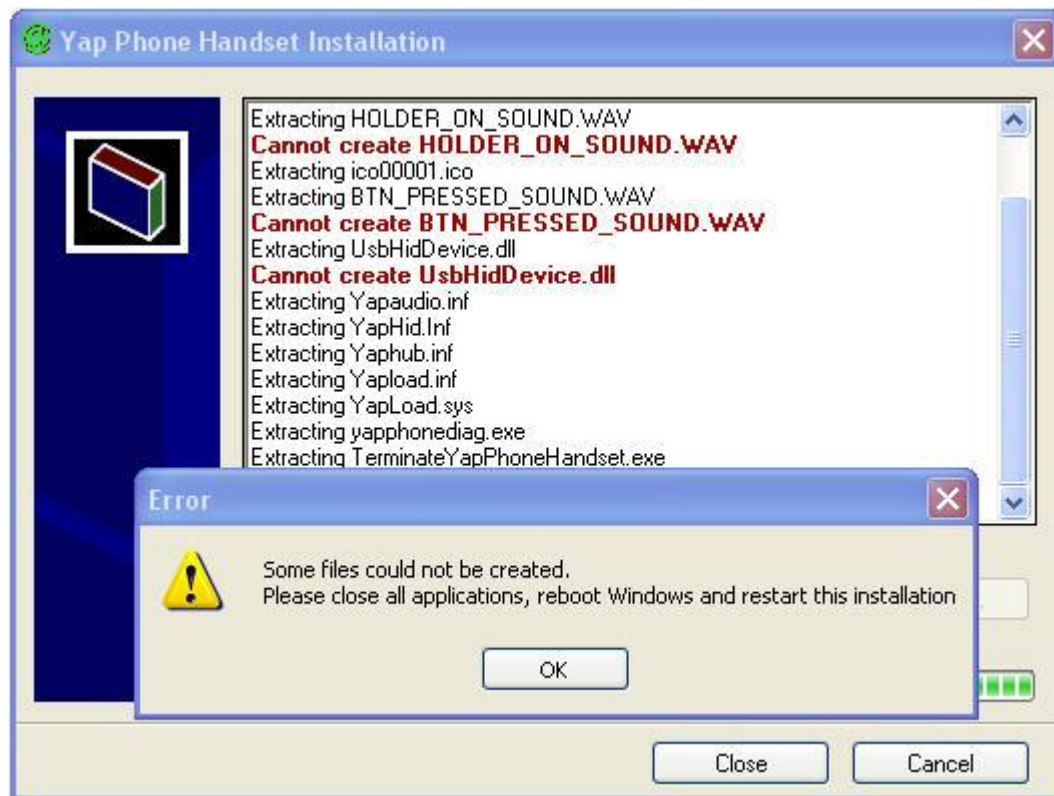 Yap Phone Handset Installation
Extracting HOLDER_ON_SOUND.WAV
Cannot create HOLDER_ON_SOUND.WAV
Extracting ico00001.ico
Extracting BTN_PRESSED_SOUND.WAV
Cannot create BTN_PRESSED_SOUND.WAV
Extracting UsbHidDevice.dll
Cannot create UsbHidDevice.dll
Extracting Yapaudio.inf
Extracting YapHid.Inf
Extracting Yaphub.inf
Extracting Yapload.inf
Extracting YapLoad.sys
Extracting yapphonediag.exe
Extracting TerminateYapPhoneHandset.exe
Error
Some files could not be created.
Please close all applications, reboot Windows and restart this installation
OK
Close
Cancel